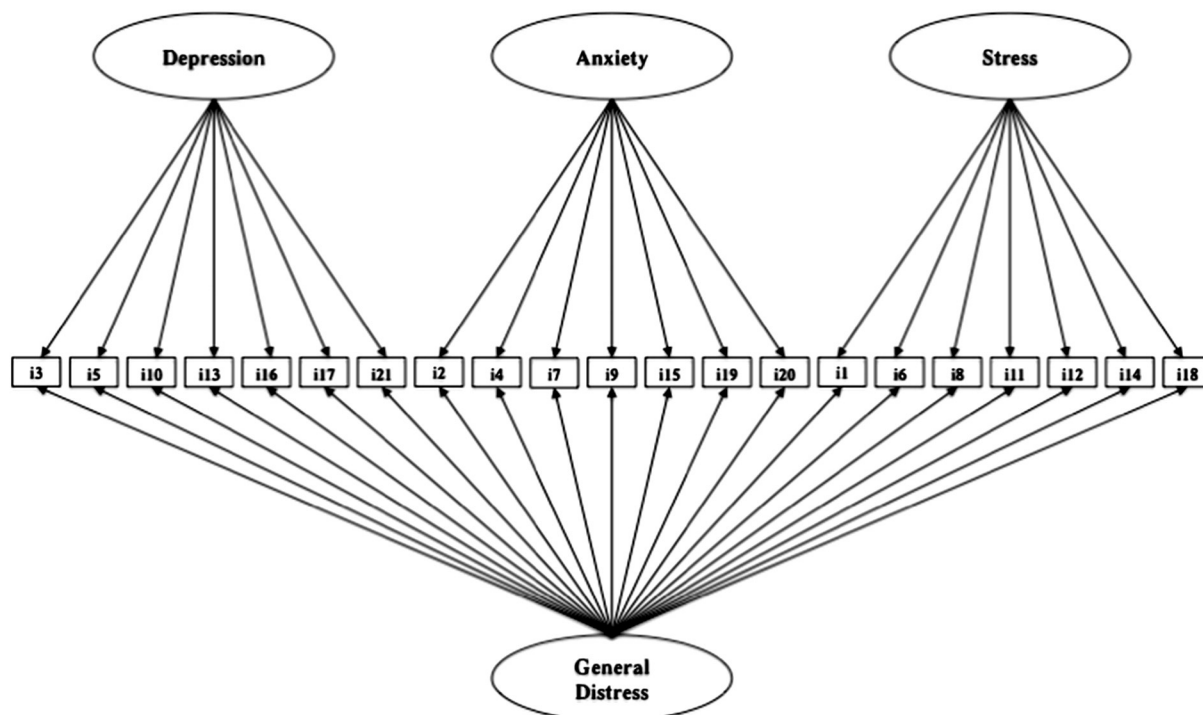 Depression Anxiety Stress
i3 i5 i10 i13 i16 i17 i21 i2 i4 i7 i9 i15 i19 i20 i1 i6 i8 i11 i12 i14 i18
General
Distress